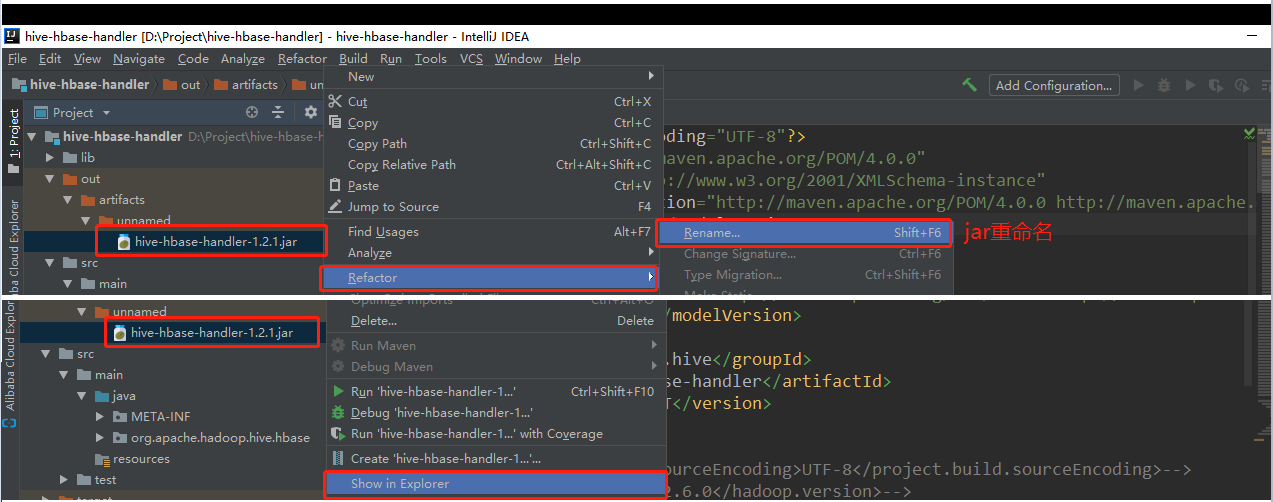 hive-hbase-handler [D:\Project\hive-hbase-handler] - hive-hbase-handler - IntelliJ IDEA
File Edit View Navigate Code Analyze Refactor Build Run Tools VCS Window Help
hive-hbase-handler out artifacts Add Configuration...
1: Project
Project
hive-hbase-handler D:\Project\hive-hbase-h
lib
out
artifacts
unnamed
hive-hbase-handler-1.2.1.jar
src
main
New
Cut Ctrl+X
Copy Ctrl+C
Copy Path Ctrl+Shift+C
Copy Relative Path Ctrl+Alt+Shift+C
Paste Ctrl+V
Jump to Source F4
Find Usages Alt+F7
Analyze
Refactor
Rename... Shift+F6
jar重命名
Change Signature... Ctrl+F6
Type Migration... Ctrl+Shift+F6
oding="UTF-8"?>
maven.apache.org/POM/4.0.0"
p://www.w3.org/2001/XMLSchema-instance"
tion="http://maven.apache.org/POM/4.0.0 http://maven.apache.
baba Cloud Explorer
unnamed
hive-hbase-handler-1.2.1.jar
src
main
java
META-INF
org.apache.hadoop.hive.hbase
resources
test
target
Alibaba Cloud Explor
Optimize Imports Ctrl+Alt+O
Delete... Delete
Run Maven
Debug Maven
Run 'hive-hbase-handler-1...' Ctrl+Shift+F10
Debug 'hive-hbase-handler-1...'
Run 'hive-hbase-handler-1...' with Coverage
Create 'hive-hbase-handler-1...'...
Show in Explorer
/modelVersion>
.hive</groupId>
se-handler</artifactId>
T</version>
ourceEncoding>UTF-8</project.build.sourceEncoding>-->
2.6.0</hadoop.version>-->